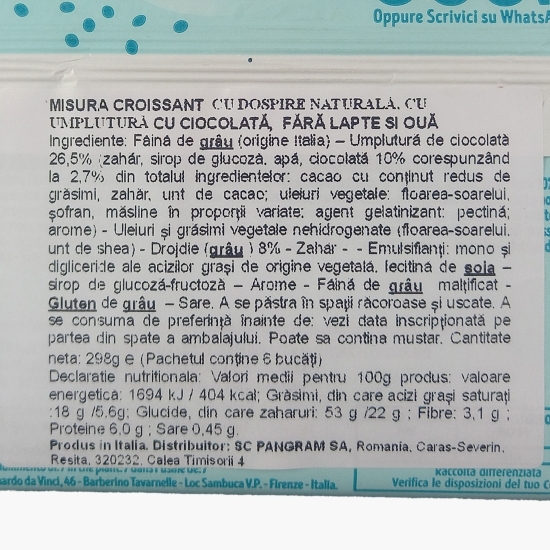 Oppure Scrivici su WhatsA
MISURA CROISSANT CU DOSPIRE NATURALĂ, CU
UMPLUTURĂ CU CIOCOLATĂ, FĂRĂ LAPTE SI OUĂ
Ingrediente: Făină de grâu (origine Italia) – Umplutură de ciocolată
26,5% (zahăr, sirop de glucoză, apă, ciocolată 10% corespunzând
la 2,7% din totalul ingredientelor: cacao cu conținut redus de
grăsimi, zahăr, unt de cacao; uleiuri vegetale: floarea-soarelui,
șofran, măsline în proporții variate; agent gelatinizant: pectină;
arome) - Uleiuri și grăsimi vegetale nehidrogenate (floarea-soarelui,
unt de shea) - Drojdie (grâu ) 8% - Zahar - - Emulsifianți: mono și
digliceride ale acizilor grași de origine vegetală, lecitină de soia –
sirop de glucoză-fructoză – Arome - Făină de grâu malțificat -
Gluten de grâu – Sare. A se păstra în spații răcoroase și uscate. A
se consuma de preferință înainte de: vezi data inscripționată pe
partea din spate a ambalajului. Poate sa contina mustar. Cantitate
neta: 298g e (Pachetul conține 6 bucăți)
Declaratie nutritionala: Valori medii pentru 100g produs: valoare
energetica: 1694 kJ / 404 kcal; Grăsimi, din care acizi grași saturați
:18 g /5,6g; Glucide, din care zaharuri: 53 g /22 g ; Fibre: 3,1 g ;
Proteine 6,0 g ; Sare 0,45 g.
Produs in Italia. Distribuitor: SC PANGRAM SA, Romania, Caras-Severin,
Resita, 320232, Calea Timisorii 4
ardo da Vinci, 46 - Barberino Tavarnelle - Loc Sambuca V.P. - Firenze - Italia.
Raccolta differenziata
Verifica le disposizioni del tuo C